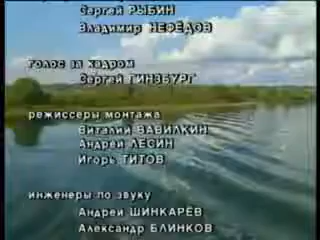 Сергей РЫБИН
Владимир НЕФЁДОВ
голос за кадром
Сергей ГИНЗБУРГ
режиссеры монтажа
Виталий ВАВИЛКИН
Андрей ЛЕСИН
Игорь ТИТОВ
инженеры по звуку
Андрей ШИНКАРЁВ
Александр БЛИНКОВ